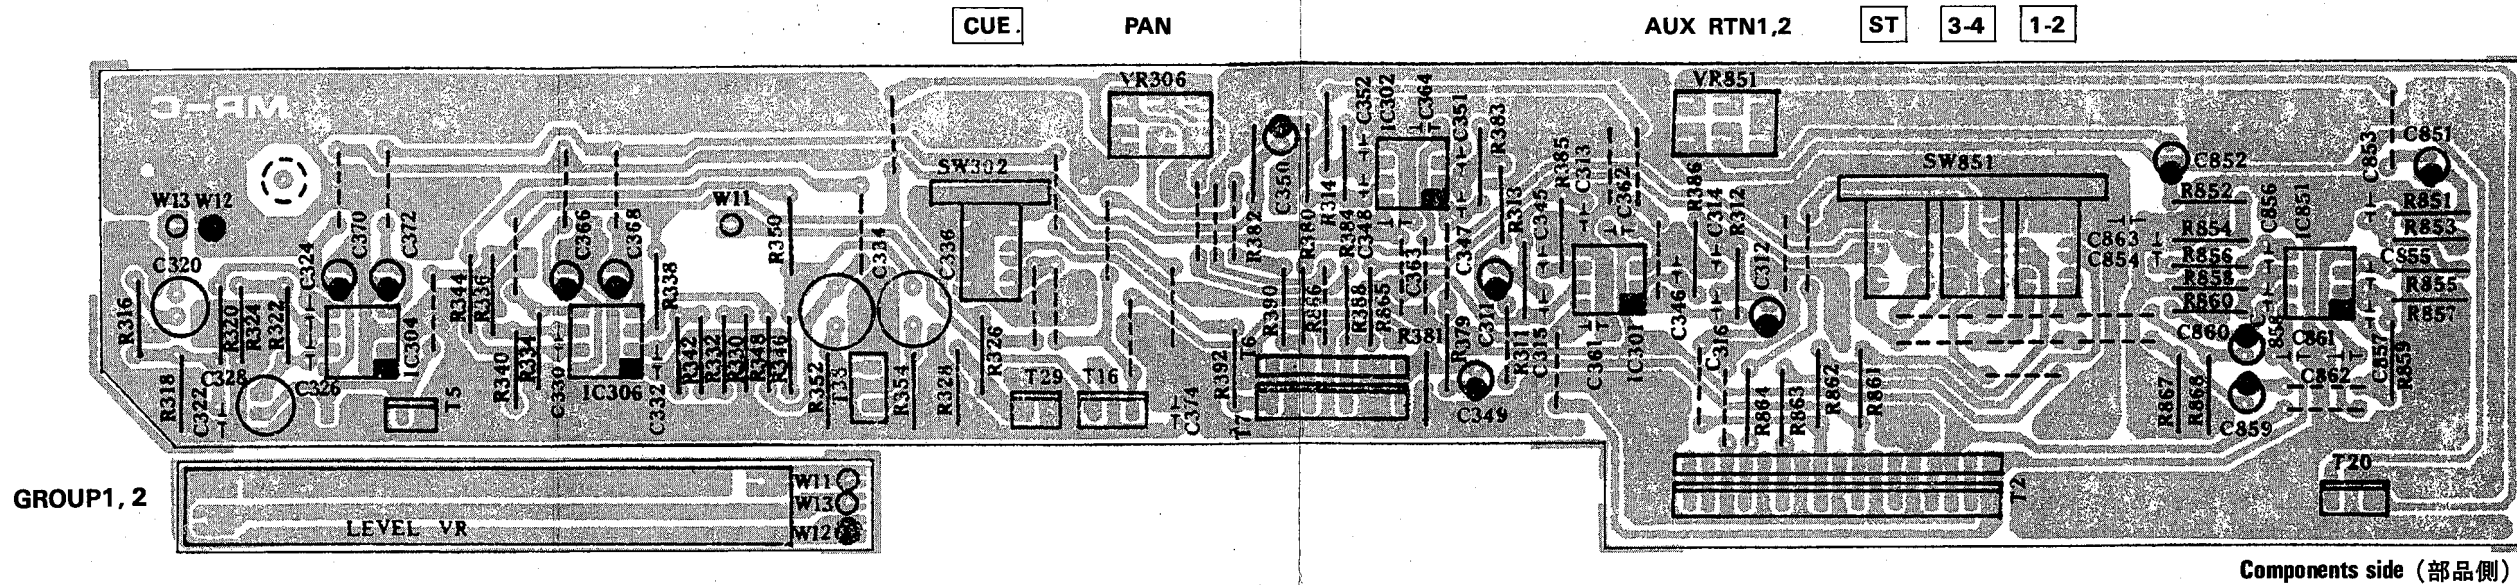 CUE. PAN AUX RTN1,2 ST 3-4 1-2
MR-C
VR306 VR851
C352 IC302 C364 C351 R383
C853 C851
SW302 SW851
C852
W13 W12 W11
C370 C372 C366 C368
R350 C334 C336
R382 C350 R380 R314 R384 C348
C347 R313 C345 R385 C313 C362
R386 C314 R312 C312
R852 C856 IC851 R851
R854 R853
C863 C854 R856 R858 R860
CS55 R855 R857
C320 C324
R316 R320 R324 R322 IC304
R344 R336 R340 R334 R338
R342 R332 R330 R348 R346
R390 R866 R388 R865 C363
R381 R379 C311 R311 C315 C361 IC301
C346 C316
C860 858 C861 C857 R859
R318 C322 C328 C326 T5
C330 IC306 C332
R352 T33 R354 R328 R326
T29 T16 C374 R392 T6 T7
C349
R864 R863 R862 R861
R867 R868 C862 C859
GROUP1, 2
LEVEL VR
W11
W13
W12
T2 T20
Components side (部品側)